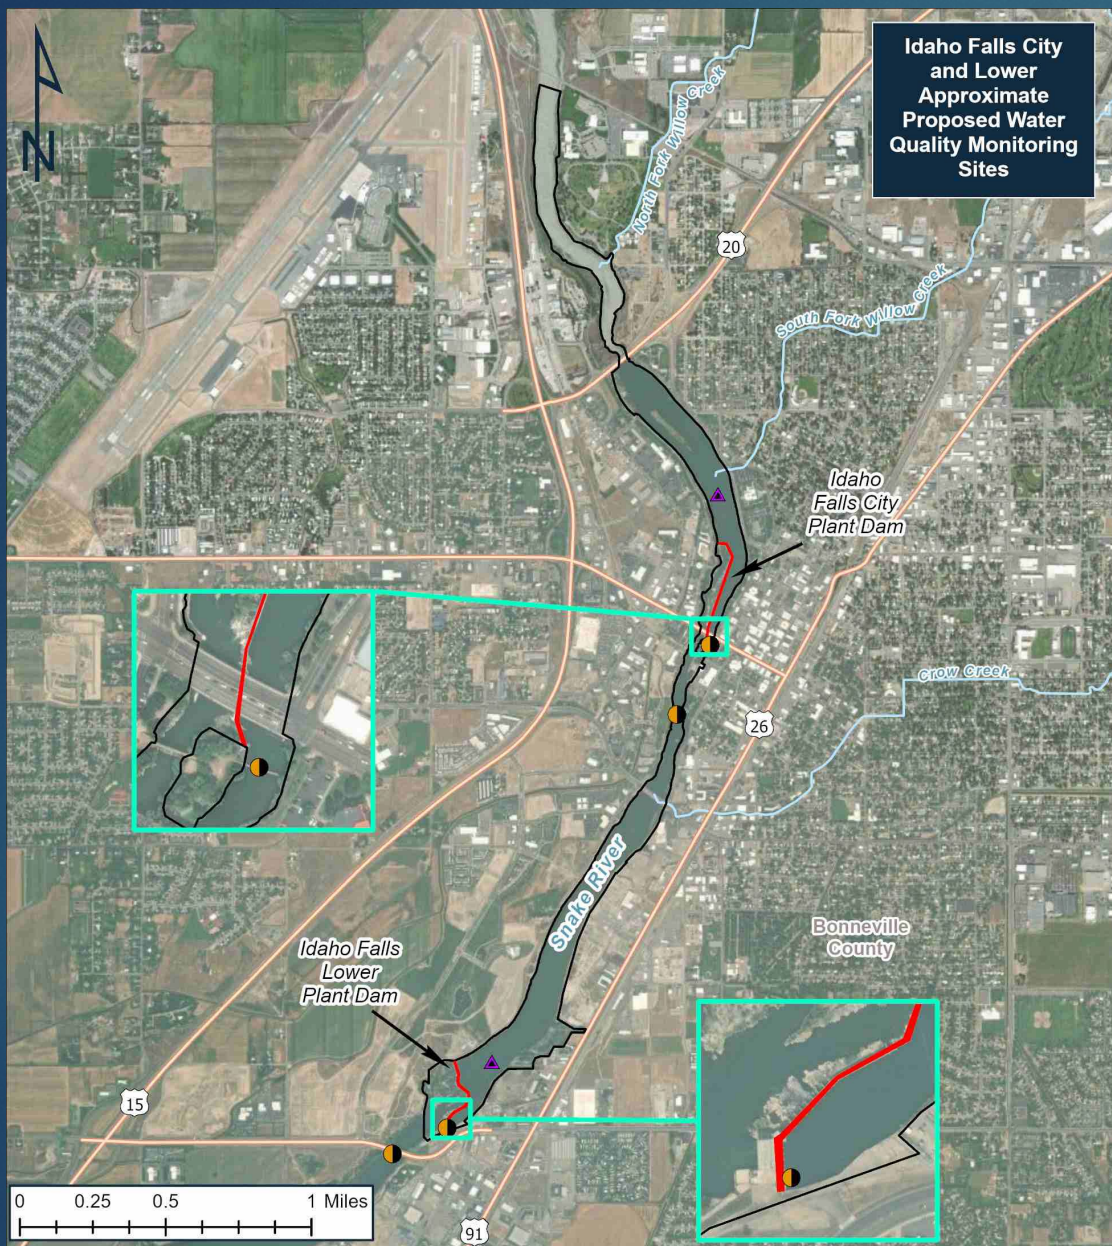 Idaho Falls City
and Lower
Approximate
Proposed Water
Quality Monitoring
Sites
N
North Fork Willow Creek
20
South Fork Willow Creek
Idaho
Falls City
Plant Dam
Crow Creek
26
Snake River
Bonneville
County
Idaho Falls
Lower
Plant Dam
15
0 0.25 0.5 1 Miles
91